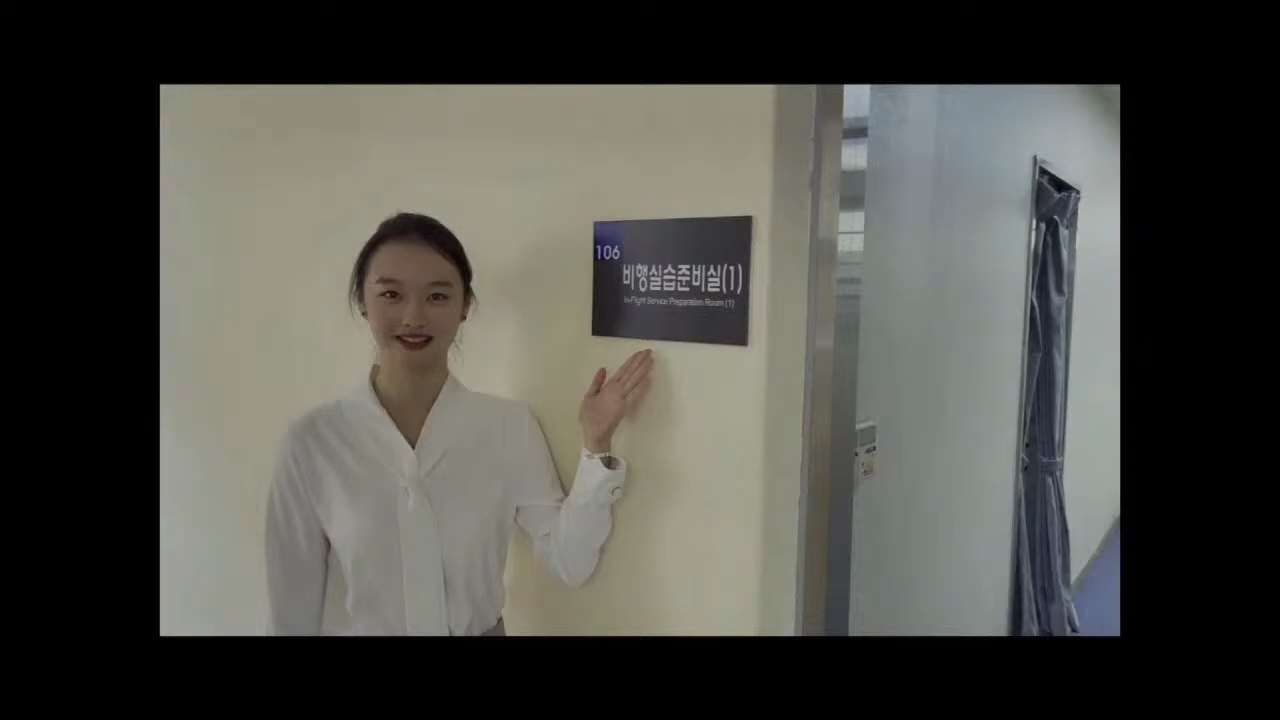 106
비행실습준비실(1)
In-Flight Service Preparation Room (1)